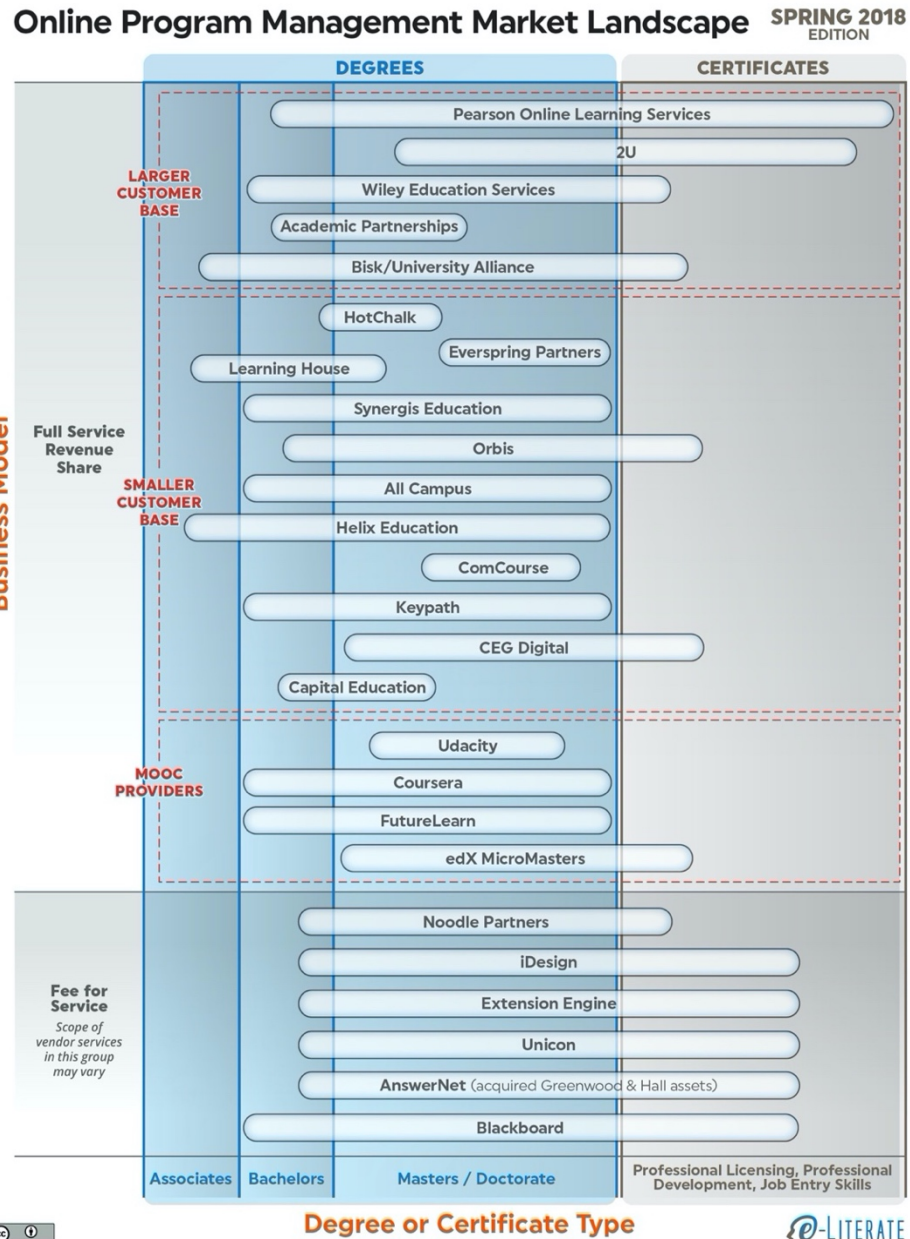 Online Program Management Market Landscape
SPRING 2018
EDITION
DEGREES
CERTIFICATES
Pearson Online Learning Services
2U
LARGER
CUSTOMER
BASE
Wiley Education Services
Academic Partnerships
Bisk/University Alliance
HotChalk
Everspring Partners
Learning House
Synergis Education
Business Model
Full Service
Revenue
Share
Orbis
SMALLER
CUSTOMER
BASE
All Campus
Helix Education
ComCourse
Keypath
CEG Digital
Capital Education
Udacity
MOOC
PROVIDERS
Coursera
FutureLearn
edX MicroMasters
Noodle Partners
iDesign
Fee for
Service
Scope of
vendor services
in this group
may vary
Extension Engine
Unicon
AnswerNet (acquired Greenwood & Hall assets)
Blackboard
Associates
Bachelors
Masters / Doctorate
Professional Licensing, Professional
Development, Job Entry Skills
Degree or Certificate Type
e-LITERATE
cc